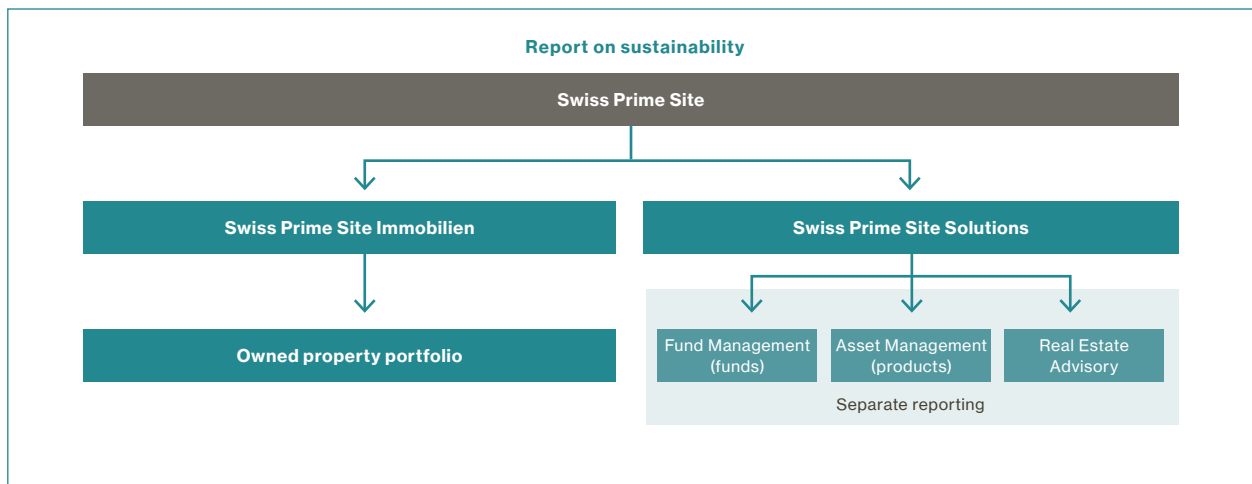 Report on sustainability
Swiss Prime Site
Swiss Prime Site Immobilien
Swiss Prime Site Solutions
Owned property portfolio
Fund Management
(funds)
Asset Management
(products)
Real Estate
Advisory
Separate reporting